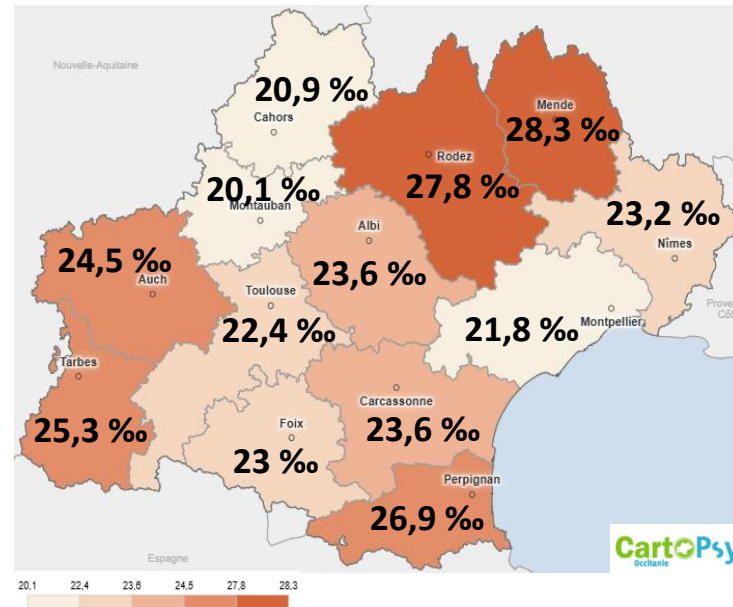 Nouvelle-Aquitaine
20,9 ‰
Cahors
Mende
28,3 ‰
Rodez
27,8 ‰
20,1 ‰
Montauban
23,2 ‰
Nîmes
Albi
23,6 ‰
24,5 ‰
Auch
Toulouse
22,4 ‰
21,8 ‰
Montpellier
Prove
Côt
Tarbes
25,3 ‰
Carcassonne
23,6 ‰
Foix
23 ‰
Perpignan
26,9 ‰
Espagne
CartoPsy
Occitanie
20,1 22,4 23,6 24,5 27,8 28,3